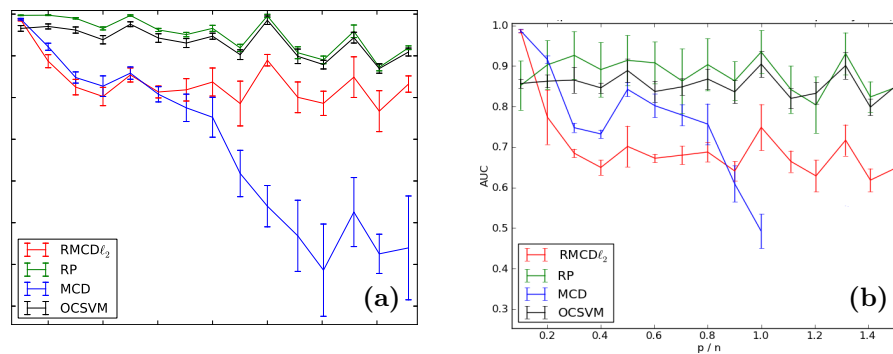 RMCDℓ₂
RP
MCD
OCSVM
(a)
AUC
1.0
0.9
0.8
0.7
0.6
0.5
0.4
0.3
RMCDℓ₂
RP
MCD
OCSVM
(b)
0.2 0.4 0.6 0.8 1.0 1.2 1.4
p / n